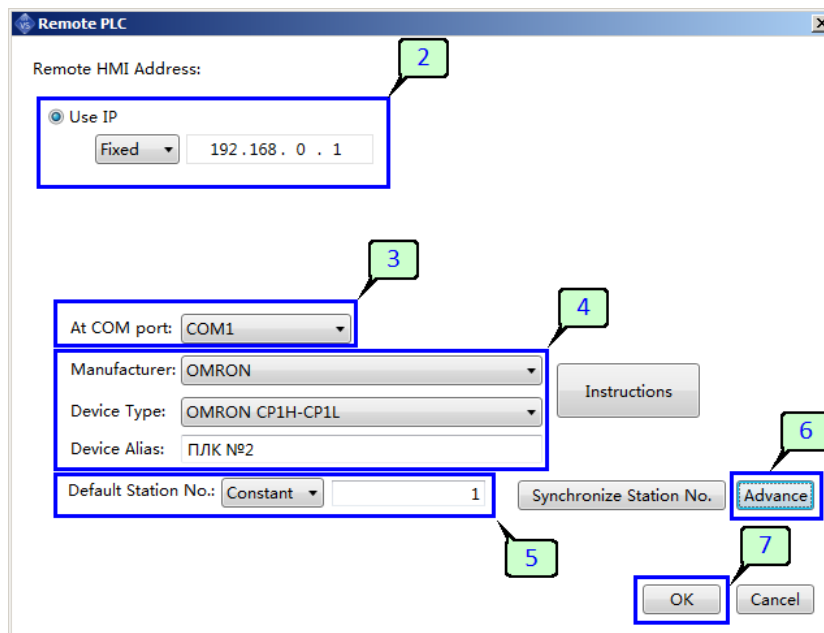 Remote PLC
2
Remote HMI Address:
Use IP
Fixed 192.168. 0 . 1
3
At COM port: COM1
4
Manufacturer: OMRON
Instructions
Device Type: OMRON CP1H-CP1L
Device Alias: ПЛК №2
6
Default Station No.: Constant 1 Synchronize Station No. Advance
5
7
OK Cancel